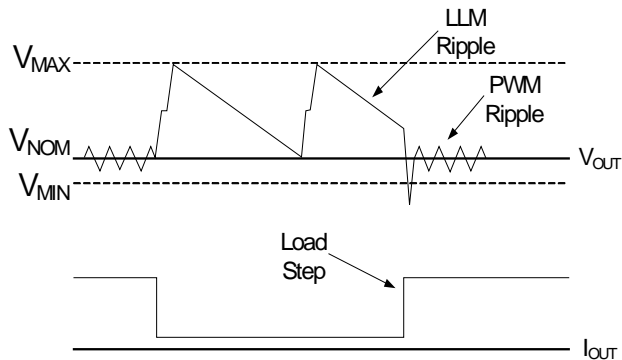 LLM
Ripple
VMAX
PWM
Ripple
VNOM
VOUT
VMIN
Load
Step
IOUT